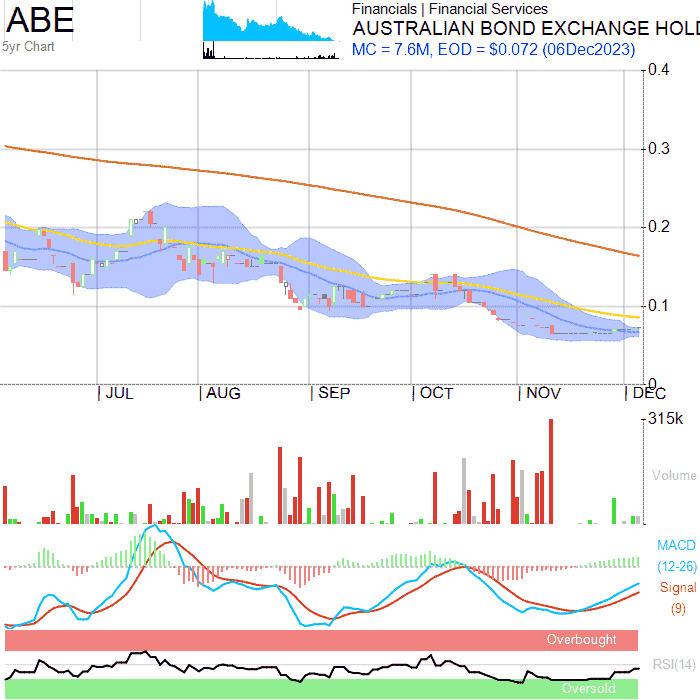 ABE
5yr Chart
Financials | Financial Services
AUSTRALIAN BOND EXCHANGE HOLD
MC = 7.6M, EOD = $0.072 (06Dec2023)
0.4
0.3
0.2
0.1
0
JUL AUG SEP OCT NOV DEC
315k
Volume
MACD
(12-26)
Signal
(9)
Overbought
RSI(14)
Oversold